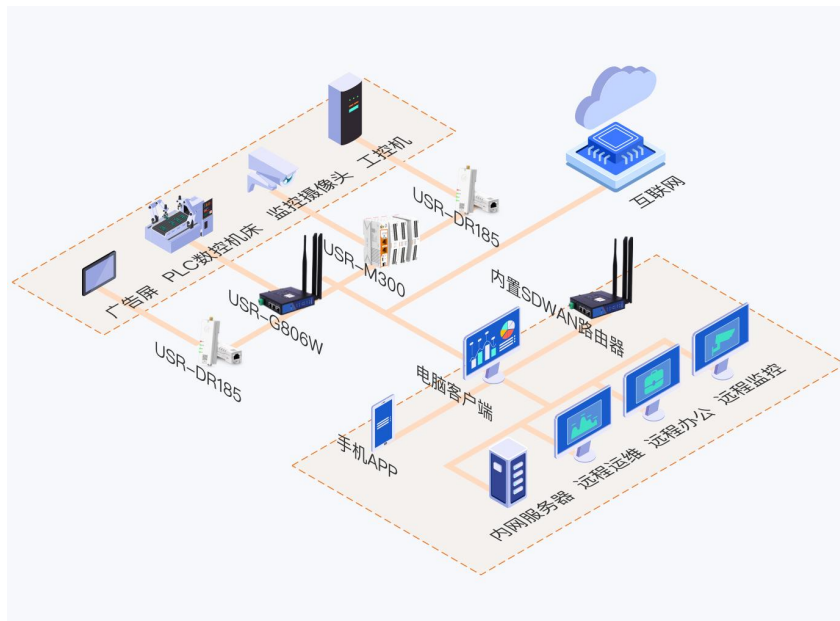 工控机
监控摄像头
PLC数控机床
广告屏
USR-DR185
USR-M300
USR-G806W
USR-DR185
互联网
内置SDWAN路由器
电脑客户端
手机APP
远程监控
远程办公
远程运维
内网服务器